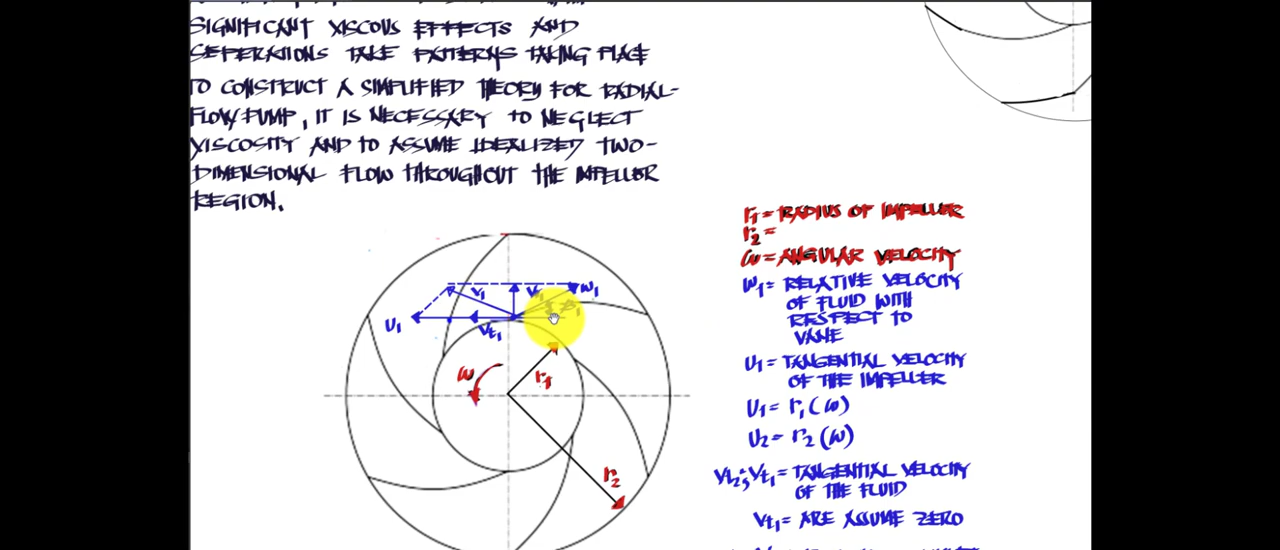 SIGNIFICANT VISCOUS EFFECTS AND
SEPERATIONS TAKE PATTERNS TAKING PLACE
TO CONSTRUCT A SIMPLIFIED THEORY FOR RADIAL-
FLOW PUMP, IT IS NECESSARY TO NEGLECT
VISCOSITY AND TO ASSUME IDEALIZED TWO-
DIMENSIONAL FLOW THROUGHOUT THE IMPELLER
REGION.
r1 = RADIUS OF IMPELLER
r2 =
ω = ANGULAR VELOCITY
W1 = RELATIVE VELOCITY
OF FLUID WITH
RESPECT TO
VANE
U1 = TANGENTIAL VELOCITY
OF THE IMPELLER
U1 = r1 (ω)
U2 = r2 (ω)
Vt2; Vt1 = TANGENTIAL VELOCITY
OF THE FLUID
Vt1 = ARE ASSUME ZERO
V1
W1
U1
Vt1
β1
ω
r1
r2